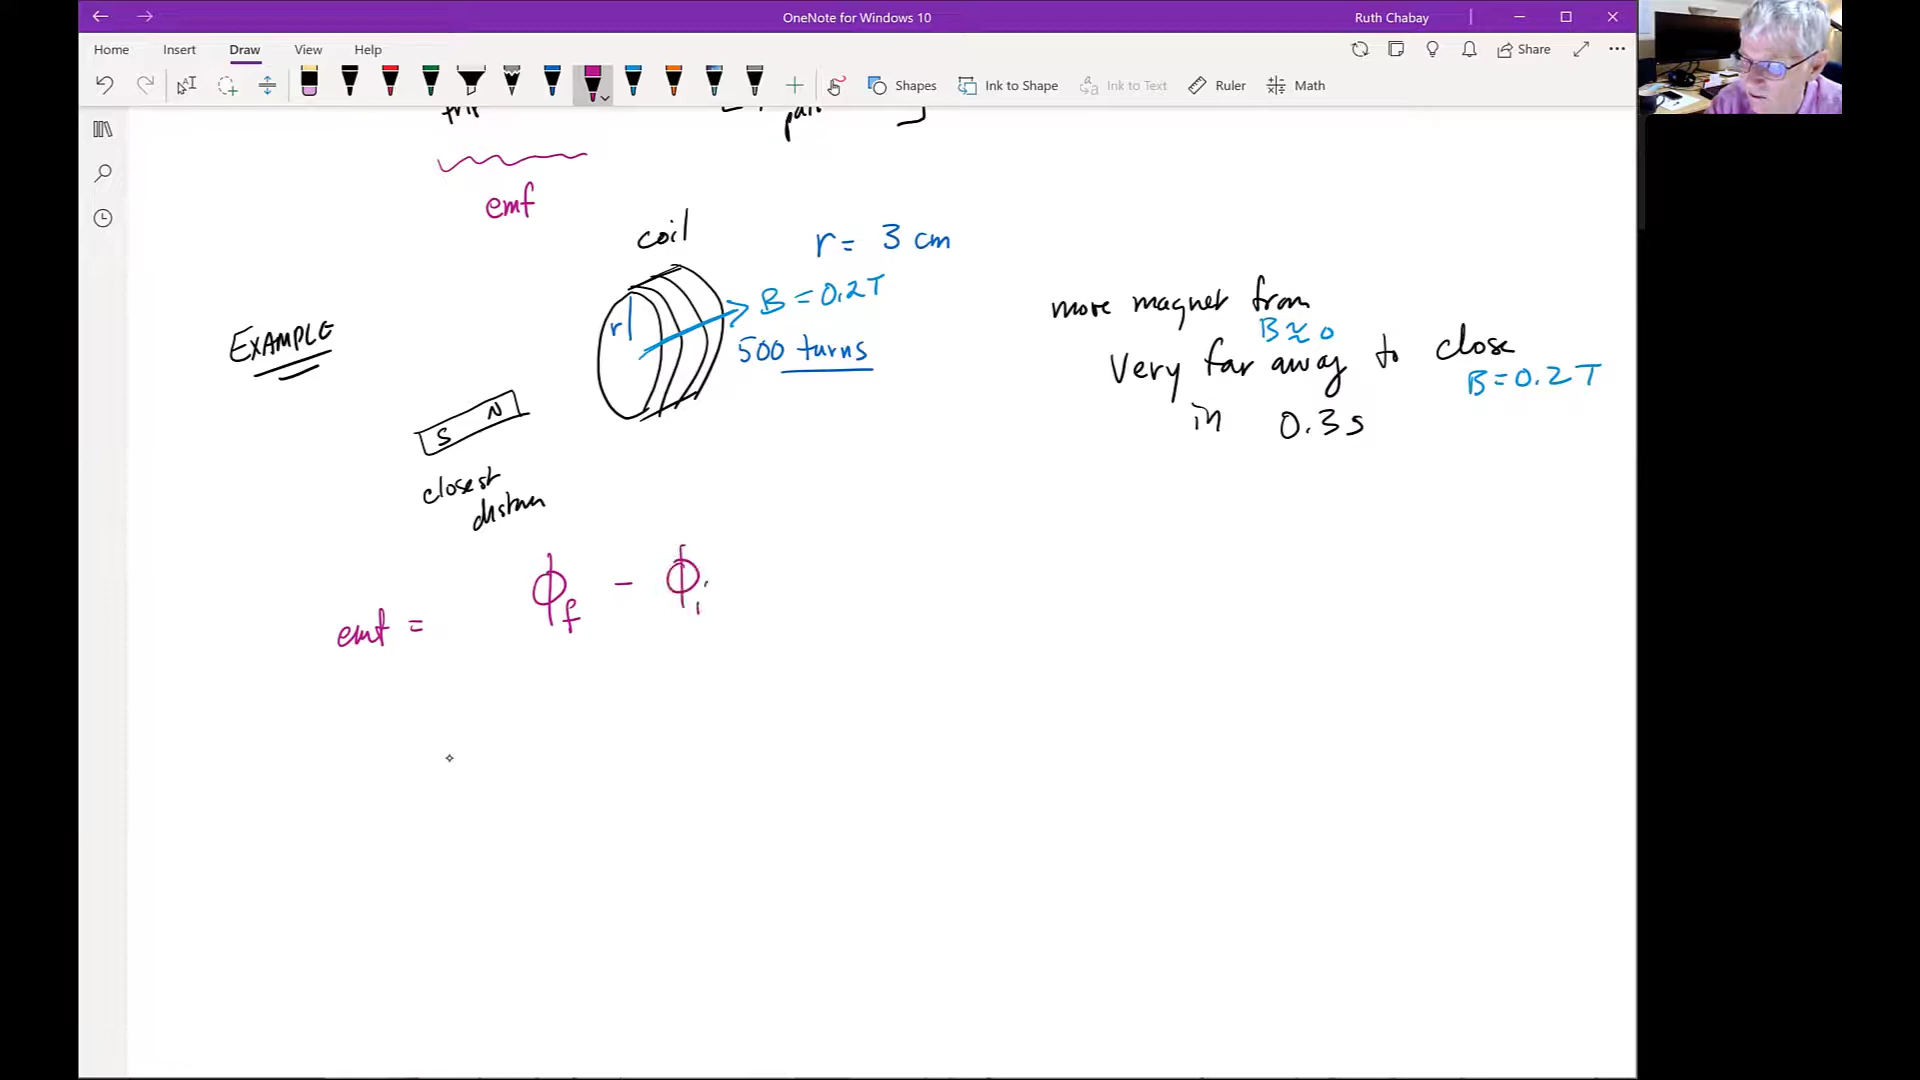 OneNote for Windows 10
Ruth Chabay
Home Insert Draw View Help
Share
Shapes Ink to Shape Ink to Text Ruler Math
emf
coil
r = 3 cm
B = 0.2T
r
500 turns
EXAMPLE
S N
closest
move magnet from
B ≈ 0
Very far away to close
B = 0.2 T
in 0.3 s
ϕf - ϕi
emf =